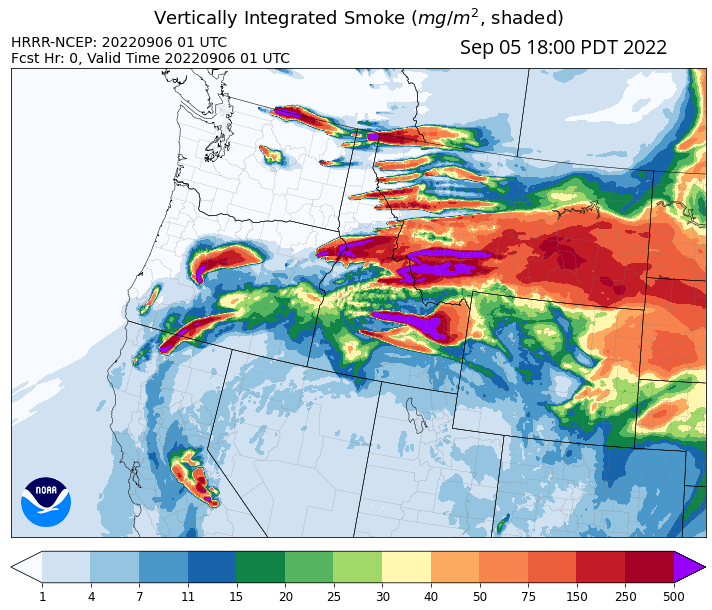 Vertically Integrated Smoke (mg/m², shaded)
HRRR-NCEP: 20220906 01 UTC
Sep 05 18:00 PDT 2022
Fcst Hr: 0, Valid Time 20220906 01 UTC
NOAA
1 4 7 11 15 20 25 30 40 50 75 150 250 500